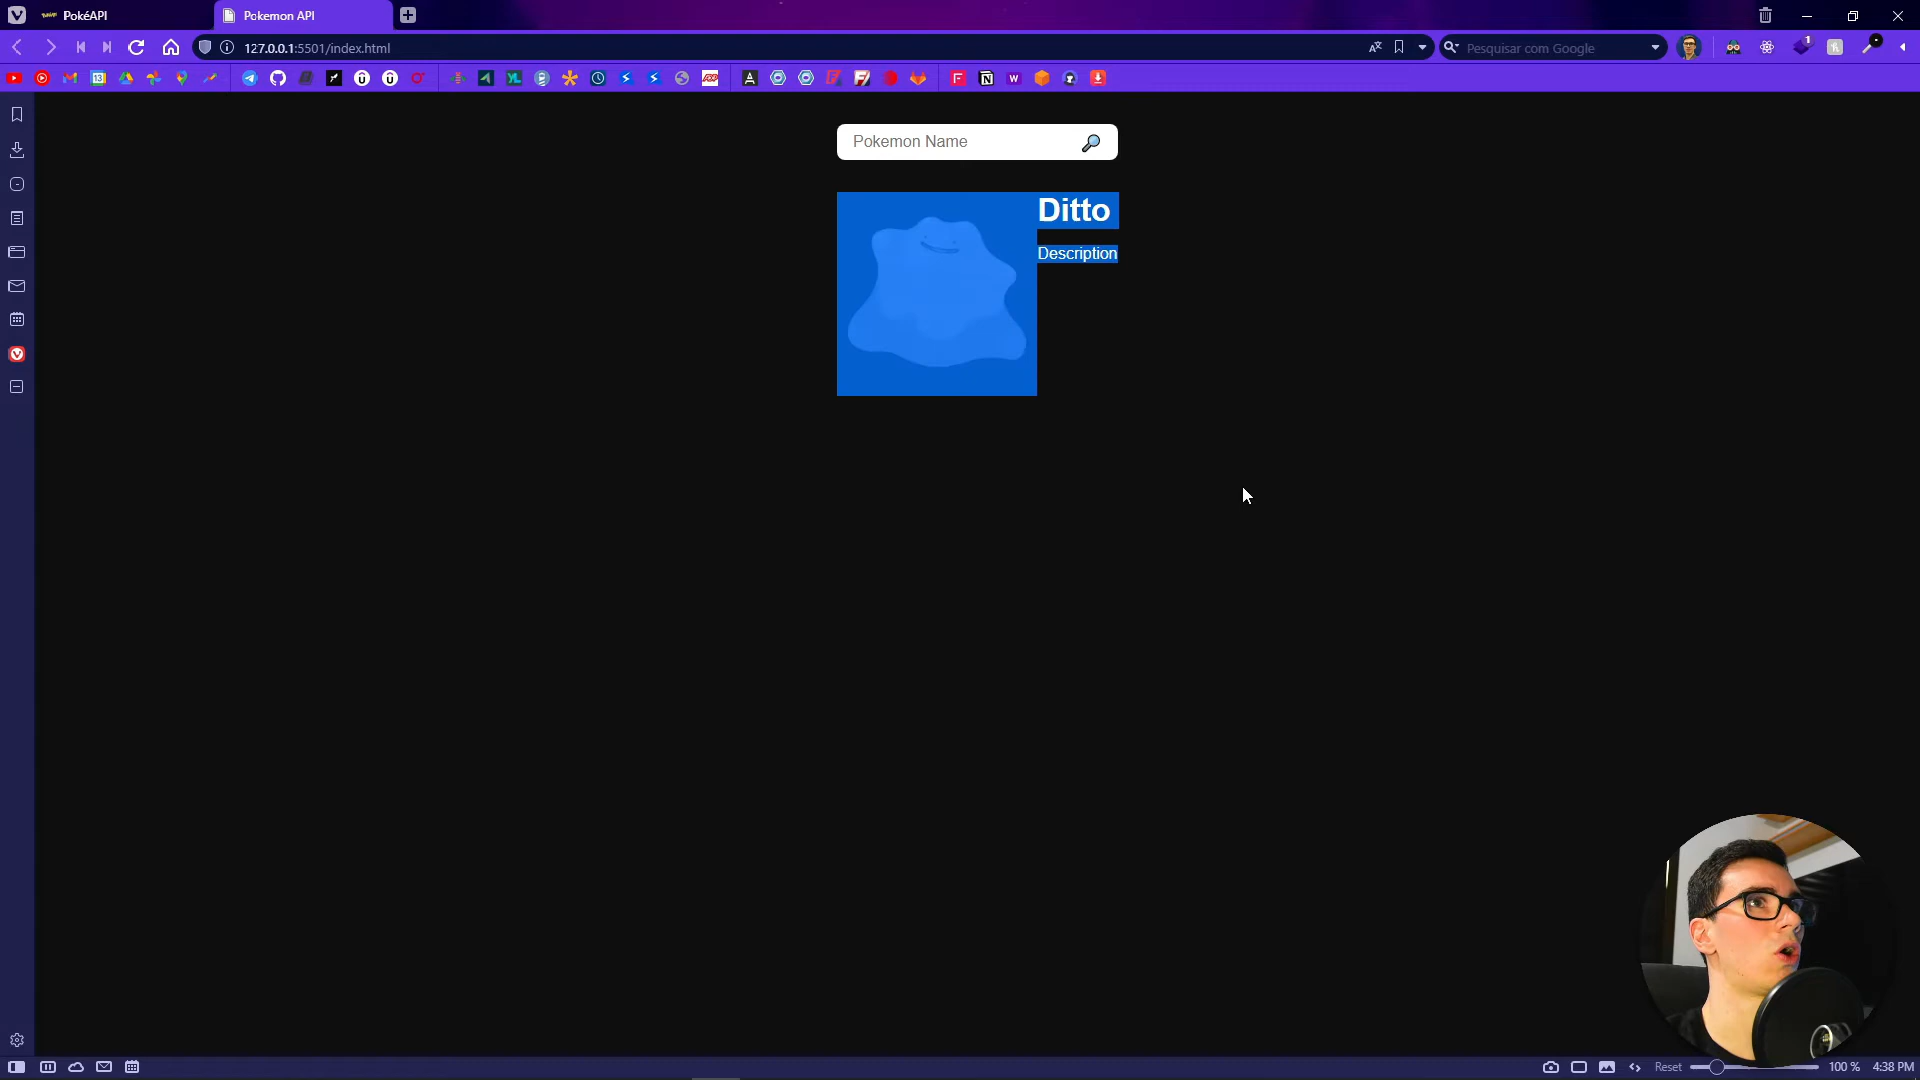 PokéAPI
Pokemon API
127.0.0.1:5501/index.html
Pesquisar com Google
Pokemon Name
Ditto
Description
Reset
100 %
4:38 PM